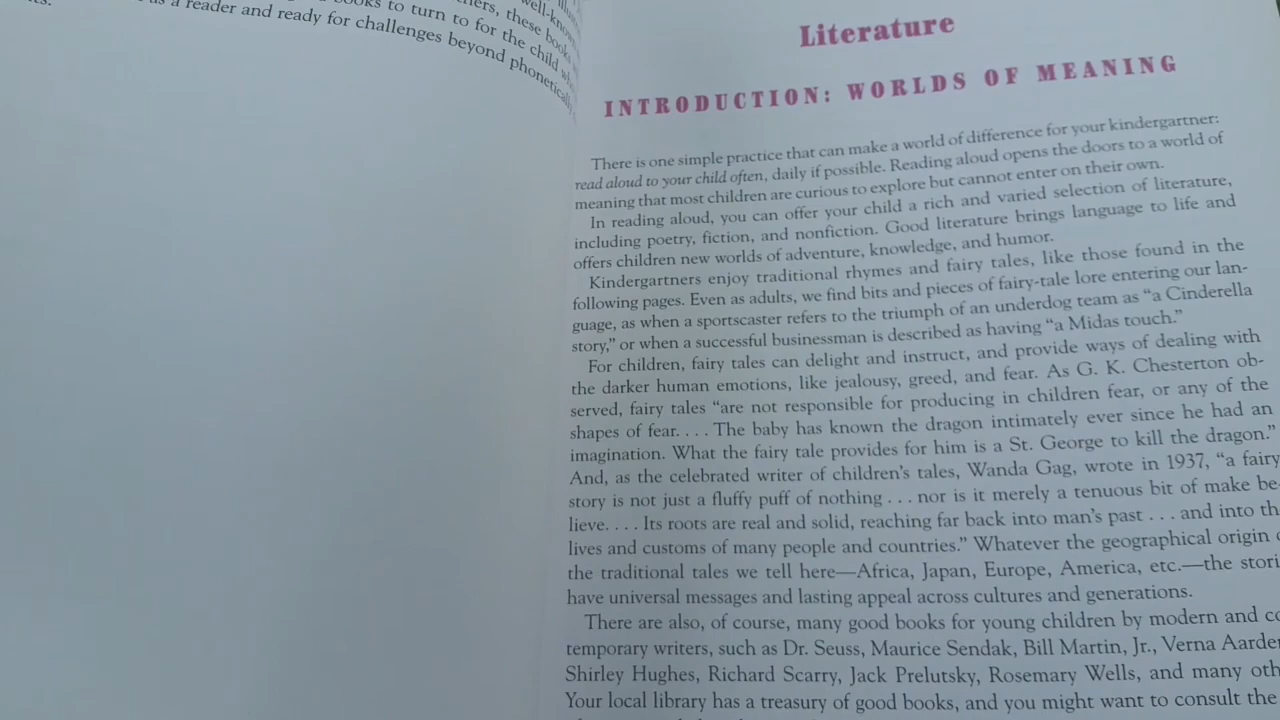 as a reader and ready for challenges beyond phonetically
books to turn to for the child
these books
well-known
Literature
INTRODUCTION: WORLDS OF MEANING
There is one simple practice that can make a world of difference for your kindergartner:
read aloud to your child often, daily if possible. Reading aloud opens the doors to a world of
meaning that most children are curious to explore but cannot enter on their own.
In reading aloud, you can offer your child a rich and varied selection of literature,
including poetry, fiction, and nonfiction. Good literature brings language to life and
offers children new worlds of adventure, knowledge, and humor.
Kindergartners enjoy traditional rhymes and fairy tales, like those found in the
following pages. Even as adults, we find bits and pieces of fairy-tale lore entering our lan-
guage, as when a sportscaster refers to the triumph of an underdog team as “a Cinderella
story,” or when a successful businessman is described as having “a Midas touch.”
For children, fairy tales can delight and instruct, and provide ways of dealing with
the darker human emotions, like jealousy, greed, and fear. As G. K. Chesterton ob-
served, fairy tales “are not responsible for producing in children fear, or any of the
shapes of fear. . . . The baby has known the dragon intimately ever since he had an
imagination. What the fairy tale provides for him is a St. George to kill the dragon.”
And, as the celebrated writer of children’s tales, Wanda Gag, wrote in 1937, “a fairy
story is not just a fluffy puff of nothing . . . nor is it merely a tenuous bit of make be-
lieve. . . . Its roots are real and solid, reaching far back into man’s past . . . and into
lives and customs of many people and countries.” Whatever the geographical origin
the traditional tales we tell here—Africa, Japan, Europe, America, etc.—the
have universal messages and lasting appeal across cultures and generations.
There are also, of course, many good books for young children by modern and
temporary writers, such as Dr. Seuss, Maurice Sendak, Bill Martin, Jr., Verna
Shirley Hughes, Richard Scarry, Jack Prelutsky, Rosemary Wells, and many
Your local library has a treasury of good books, and you might want to consult the